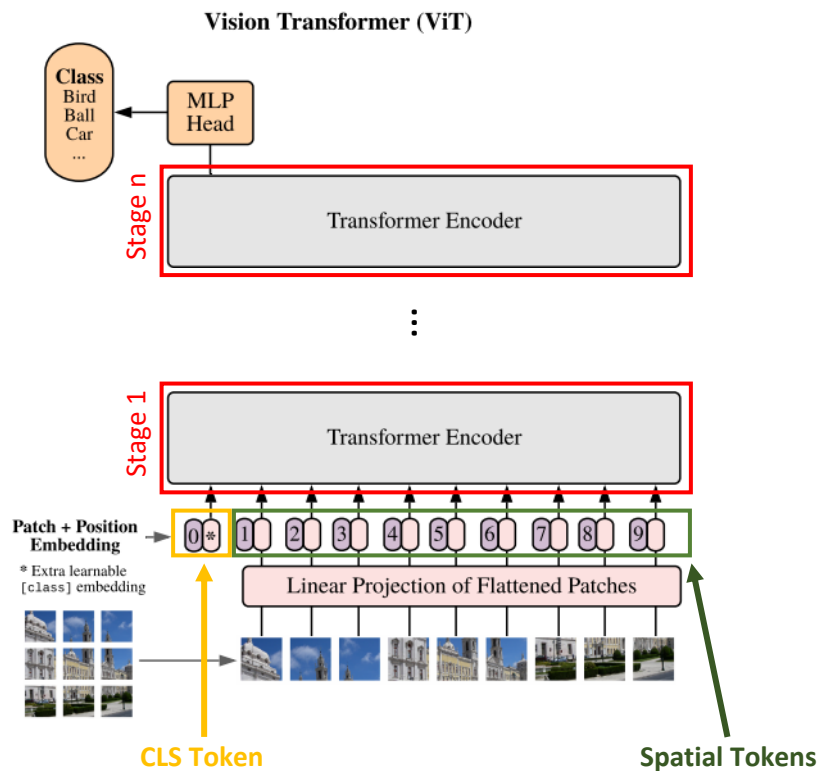 Vision Transformer (ViT)
Class
Bird
Ball
Car
...
MLP
Head
Stage n
Transformer Encoder
...
Stage 1
Transformer Encoder
Patch + Position
Embedding
0 * 1 2 3 4 5 6 7 8 9
* Extra learnable
[class] embedding
Linear Projection of Flattened Patches
CLS Token
Spatial Tokens